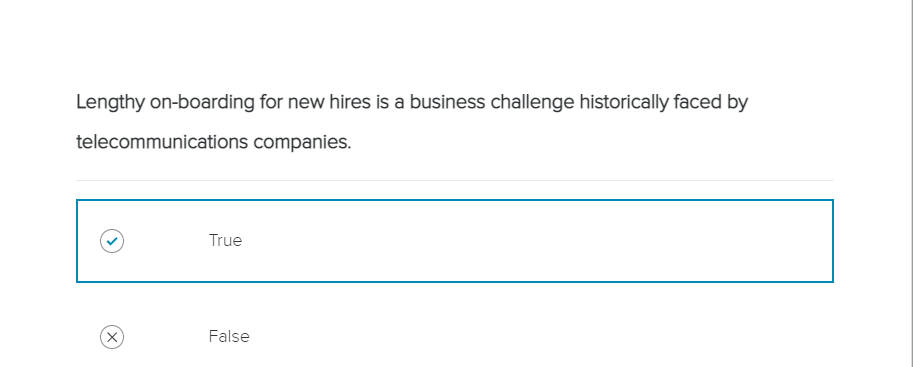 Lengthy on-boarding for new hires is a business challenge historically faced by
telecommunications companies.
True
False